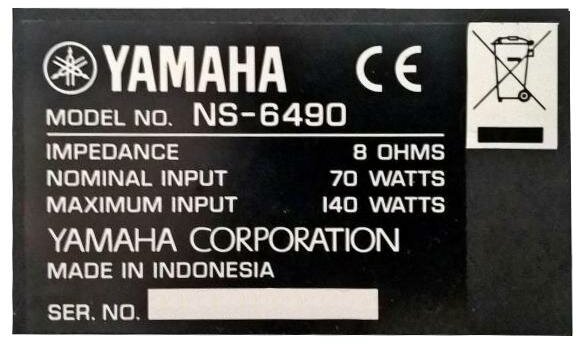 YAMAHA CE
MODEL NO. NS-6490
IMPEDANCE 8 OHMS
NOMINAL INPUT 70 WATTS
MAXIMUM INPUT 140 WATTS
YAMAHA CORPORATION
MADE IN INDONESIA
SER. NO.